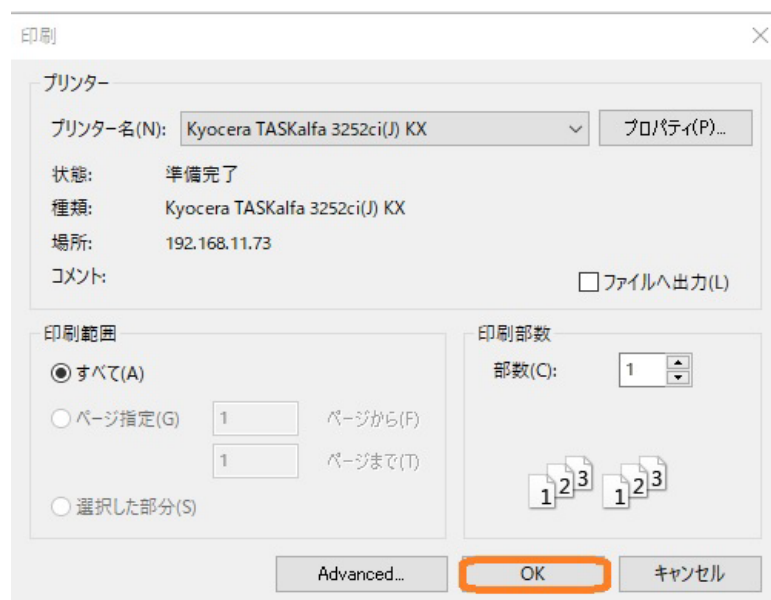 印刷
プリンター
プリンター名(N): Kyocera TASKalfa 3252ci(J) KX プロパティ(P)...
状態: 準備完了
種類: Kyocera TASKalfa 3252ci(J) KX
場所: 192.168.11.73
コメント: ファイルへ出力(L)
印刷範囲
すべて(A)
ページ指定(G) 1 ページから(F)
1 ページまで(T)
選択した部分(S)
印刷部数
部数(C): 1
1 2 3 1 2 3
Advanced... OK キャンセル